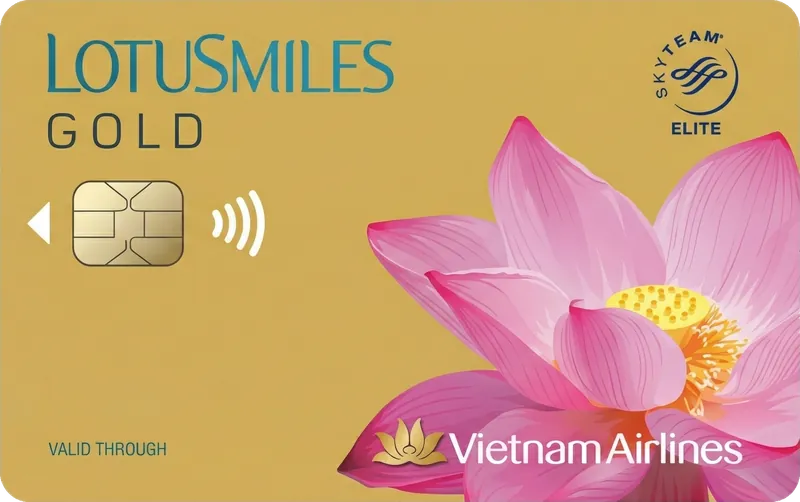 LOTUSMILES
GOLD
SKYTEAM
ELITE
VALID THROUGH
Vietnam Airlines